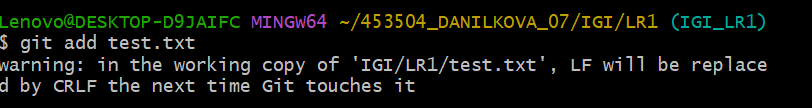 Lenovo@DESKTOP-D9JAIFC MINGW64 ~/453504_DANILKOVA_07/IGI/LR1 (IGI_LR1)
$ git add test.txt
warning: in the working copy of 'IGI/LR1/test.txt', LF will be replace
d by CRLF the next time Git touches it